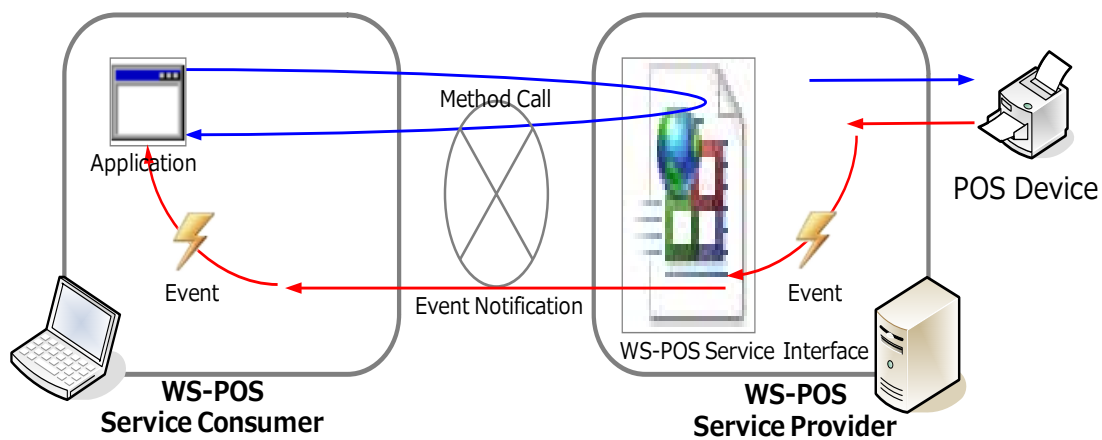 Method Call
Application
POS Device
Event
Event
Event Notification
WS-POS Service Interface
WS-POS
Service Consumer
WS-POS
Service Provider